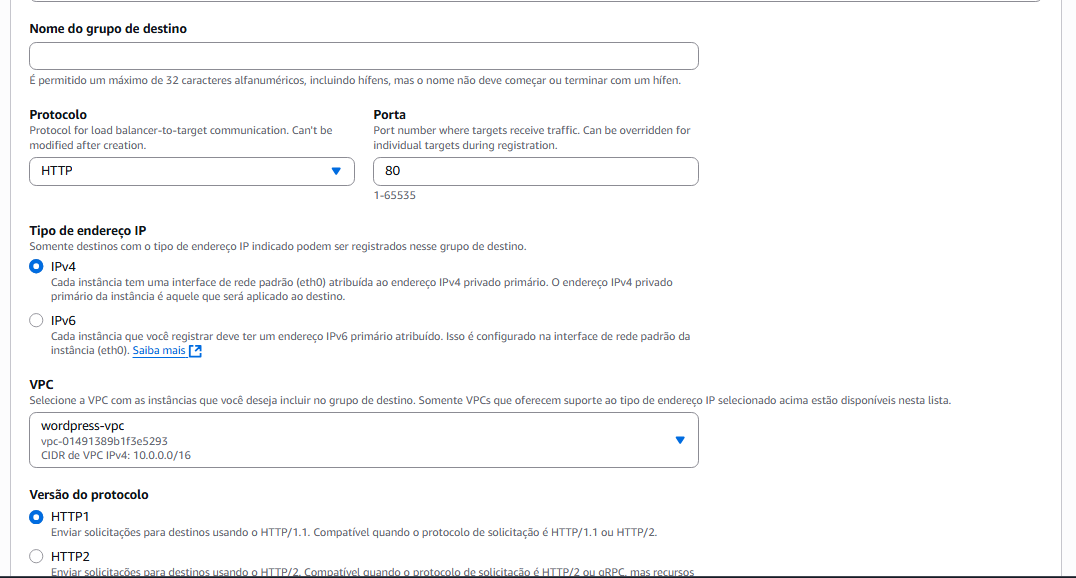 Nome do grupo de destino
É permitido um máximo de 32 caracteres alfanuméricos, incluindo hífens, mas o nome não deve começar ou terminar com um hífen.
Protocolo
Protocol for load balancer-to-target communication. Can't be
modified after creation.
HTTP
Porta
Port number where targets receive traffic. Can be overridden for
individual targets during registration.
80
1-65535
Tipo de endereço IP
Somente destinos com o tipo de endereço IP indicado podem ser registrados nesse grupo de destino.
IPv4
Cada instância tem uma interface de rede padrão (eth0) atribuída ao endereço IPv4 privado primário. O endereço IPv4 privado
primário da instância é aquele que será aplicado ao destino.
IPv6
Cada instância que você registrar deve ter um endereço IPv6 primário atribuído. Isso é configurado na interface de rede padrão da
instância (eth0). Saiba mais
VPC
Selecione a VPC com as instâncias que você deseja incluir no grupo de destino. Somente VPCs que oferecem suporte ao tipo de endereço IP selecionado acima estão disponíveis nesta lista.
wordpress-vpc
vpc-01491389b1f3e5293
CIDR de VPC IPv4: 10.0.0.0/16
Versão do protocolo
HTTP1
Enviar solicitações para destinos usando o HTTP/1.1. Compatível quando o protocolo de solicitação é HTTP/1.1 ou HTTP/2.
HTTP2
Enviar solicitações para destinos usando o HTTP/2. Compatível quando o protocolo de solicitação é HTTP/2 ou gRPC, mas recursos